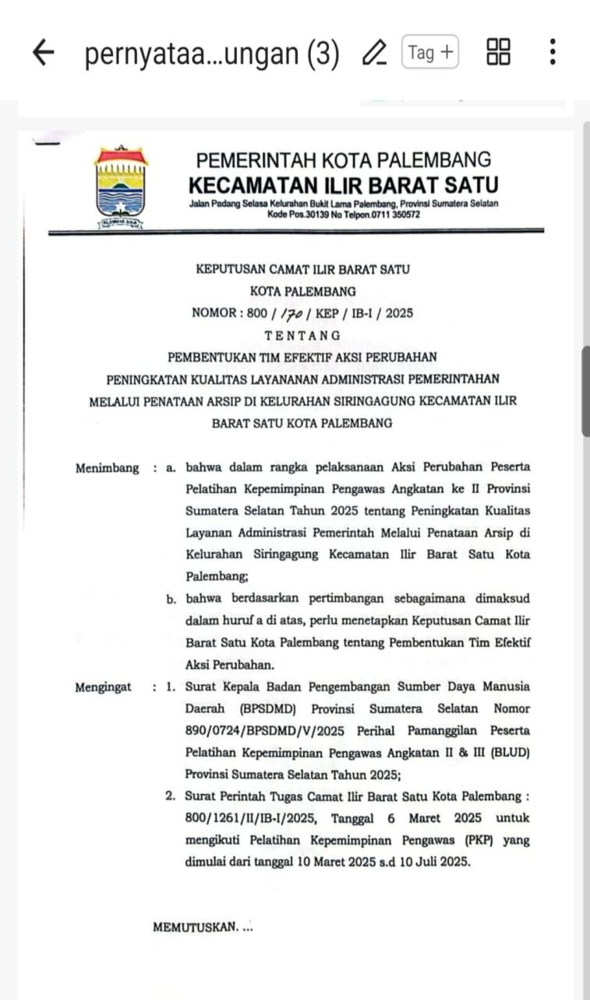 pernyataa...ungan (3)
Tag +
PEMERINTAH KOTA PALEMBANG
KECAMATAN ILIR BARAT SATU
Jalan Padang Selasa Kelurahan Bukit Lama Palembang, Provinsi Sumatera Selatan
Kode Pos.30139 No Telpon.0711 350572
KEPUTUSAN CAMAT ILIR BARAT SATU
KOTA PALEMBANG
NOMOR : 800 / 170 / KEP / IB-I / 2025
T E N T A N G
PEMBENTUKAN TIM EFEKTIF AKSI PERUBAHAN
PENINGKATAN KUALITAS LAYANANAN ADMINISTRASI PEMERINTAHAN
MELALUI PENATAAN ARSIP DI KELURAHAN SIRINGAGUNG KECAMATAN ILIR
BARAT SATU KOTA PALEMBANG
Menimbang : a. bahwa dalam rangka pelaksanaan Aksi Perubahan Peserta
Pelatihan Kepemimpinan Pengawas Angkatan ke II Provinsi
Sumatera Selatan Tahun 2025 tentang Peningkatan Kualitas
Layanan Administrasi Pemerintah Melalui Penataan Arsip di
Kelurahan Siringagung Kecamatan Ilir Barat Satu Kota
Palembang;
b. bahwa berdasarkan pertimbangan sebagaimana dimaksud
dalam huruf a di atas, perlu menetapkan Keputusan Camat Ilir
Barat Satu Kota Palembang tentang Pembentukan Tim Efektif
Aksi Perubahan.
Mengingat : 1. Surat Kepala Badan Pengembangan Sumber Daya Manusia
Daerah (BPSDMD) Provinsi Sumatera Selatan Nomor
890/0724/BPSDMD/V/2025 Perihal Pamanggilan Peserta
Pelatihan Kepemimpinan Pengawas Angkatan II & III (BLUD)
Provinsi Sumatera Selatan Tahun 2025;
2. Surat Perintah Tugas Camat Ilir Barat Satu Kota Palembang :
800/1261/II/IB-I/2025, Tanggal 6 Maret 2025 untuk
mengikuti Pelatihan Kepemimpinan Pengawas (PKP) yang
dimulai dari tanggal 10 Maret 2025 s.d 10 Juli 2025.
MEMUTUSKAN. ...